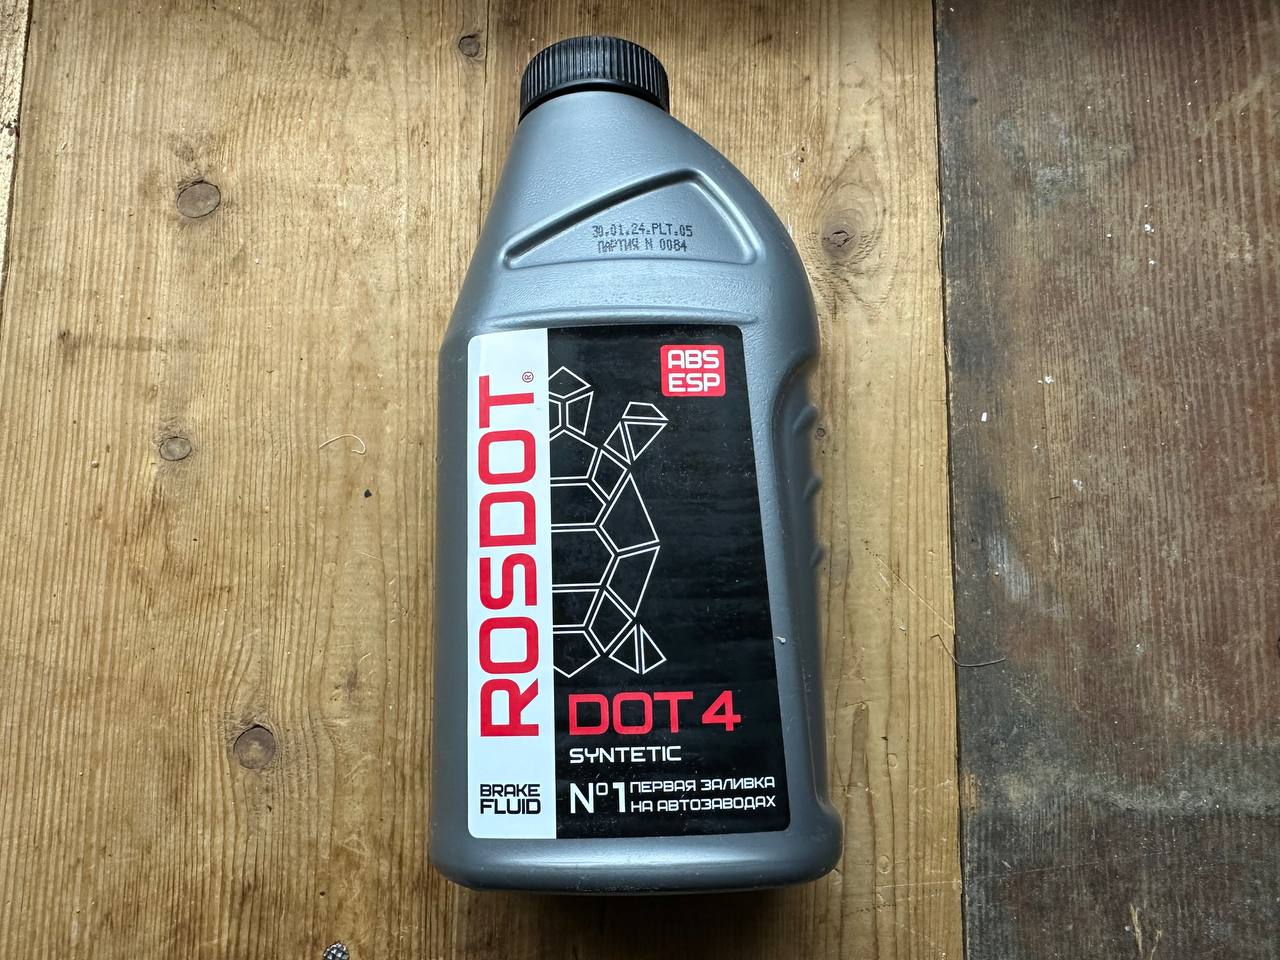 30.01.24.PLT.05
ПАРТИЯ N 0084
ABS
ESP
ROSDOT®
DOT 4
SYNTETIC
BRAKE
FLUID
Nº1 ПЕРВАЯ ЗАЛИВКА
НА АВТОЗАВОДАХ